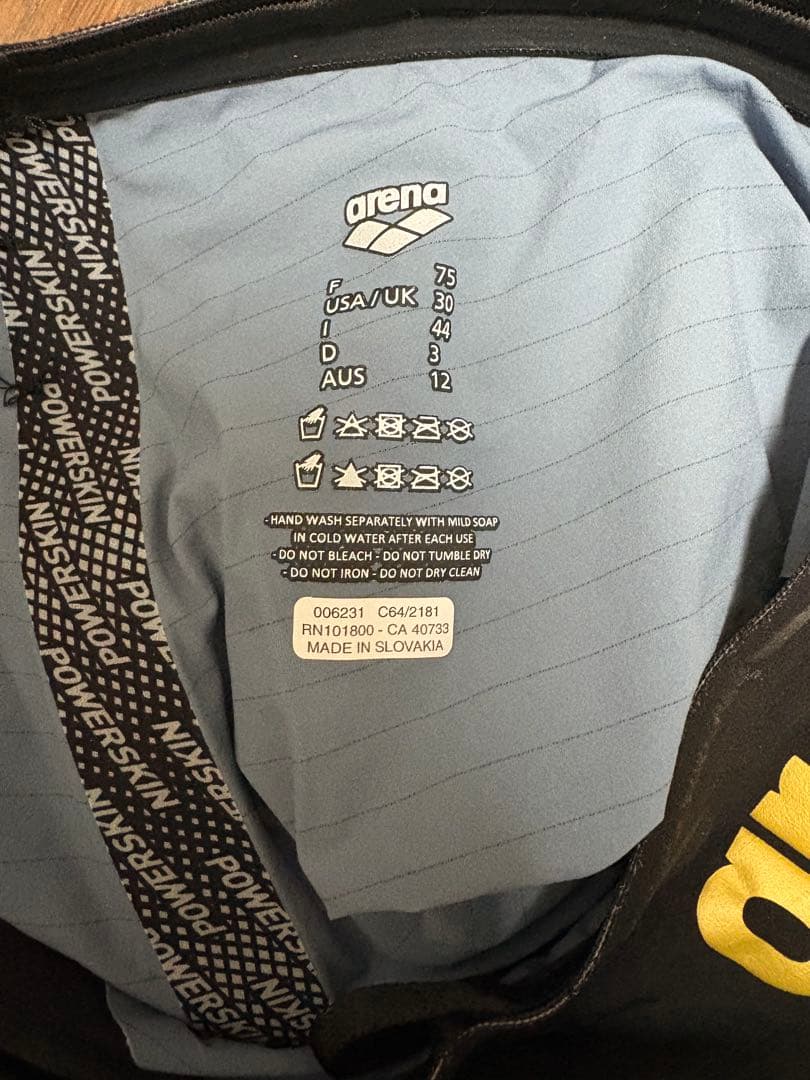 arena
F 75
USA/UK 30
I 44
D 3
AUS 12
- HAND WASH SEPARATELY WITH MILD SOAP
IN COLD WATER AFTER EACH USE
- DO NOT BLEACH - DO NOT TUMBLE DRY
- DO NOT IRON - DO NOT DRY CLEAN
006231 C64/2181
RN101800 - CA 40733
MADE IN SLOVAKIA
POWERSKIN
POWERSKIN
POWERSKIN
POWERSKIN
POWERSKIN
POWERSKIN
POWERSKIN
POWERSKIN